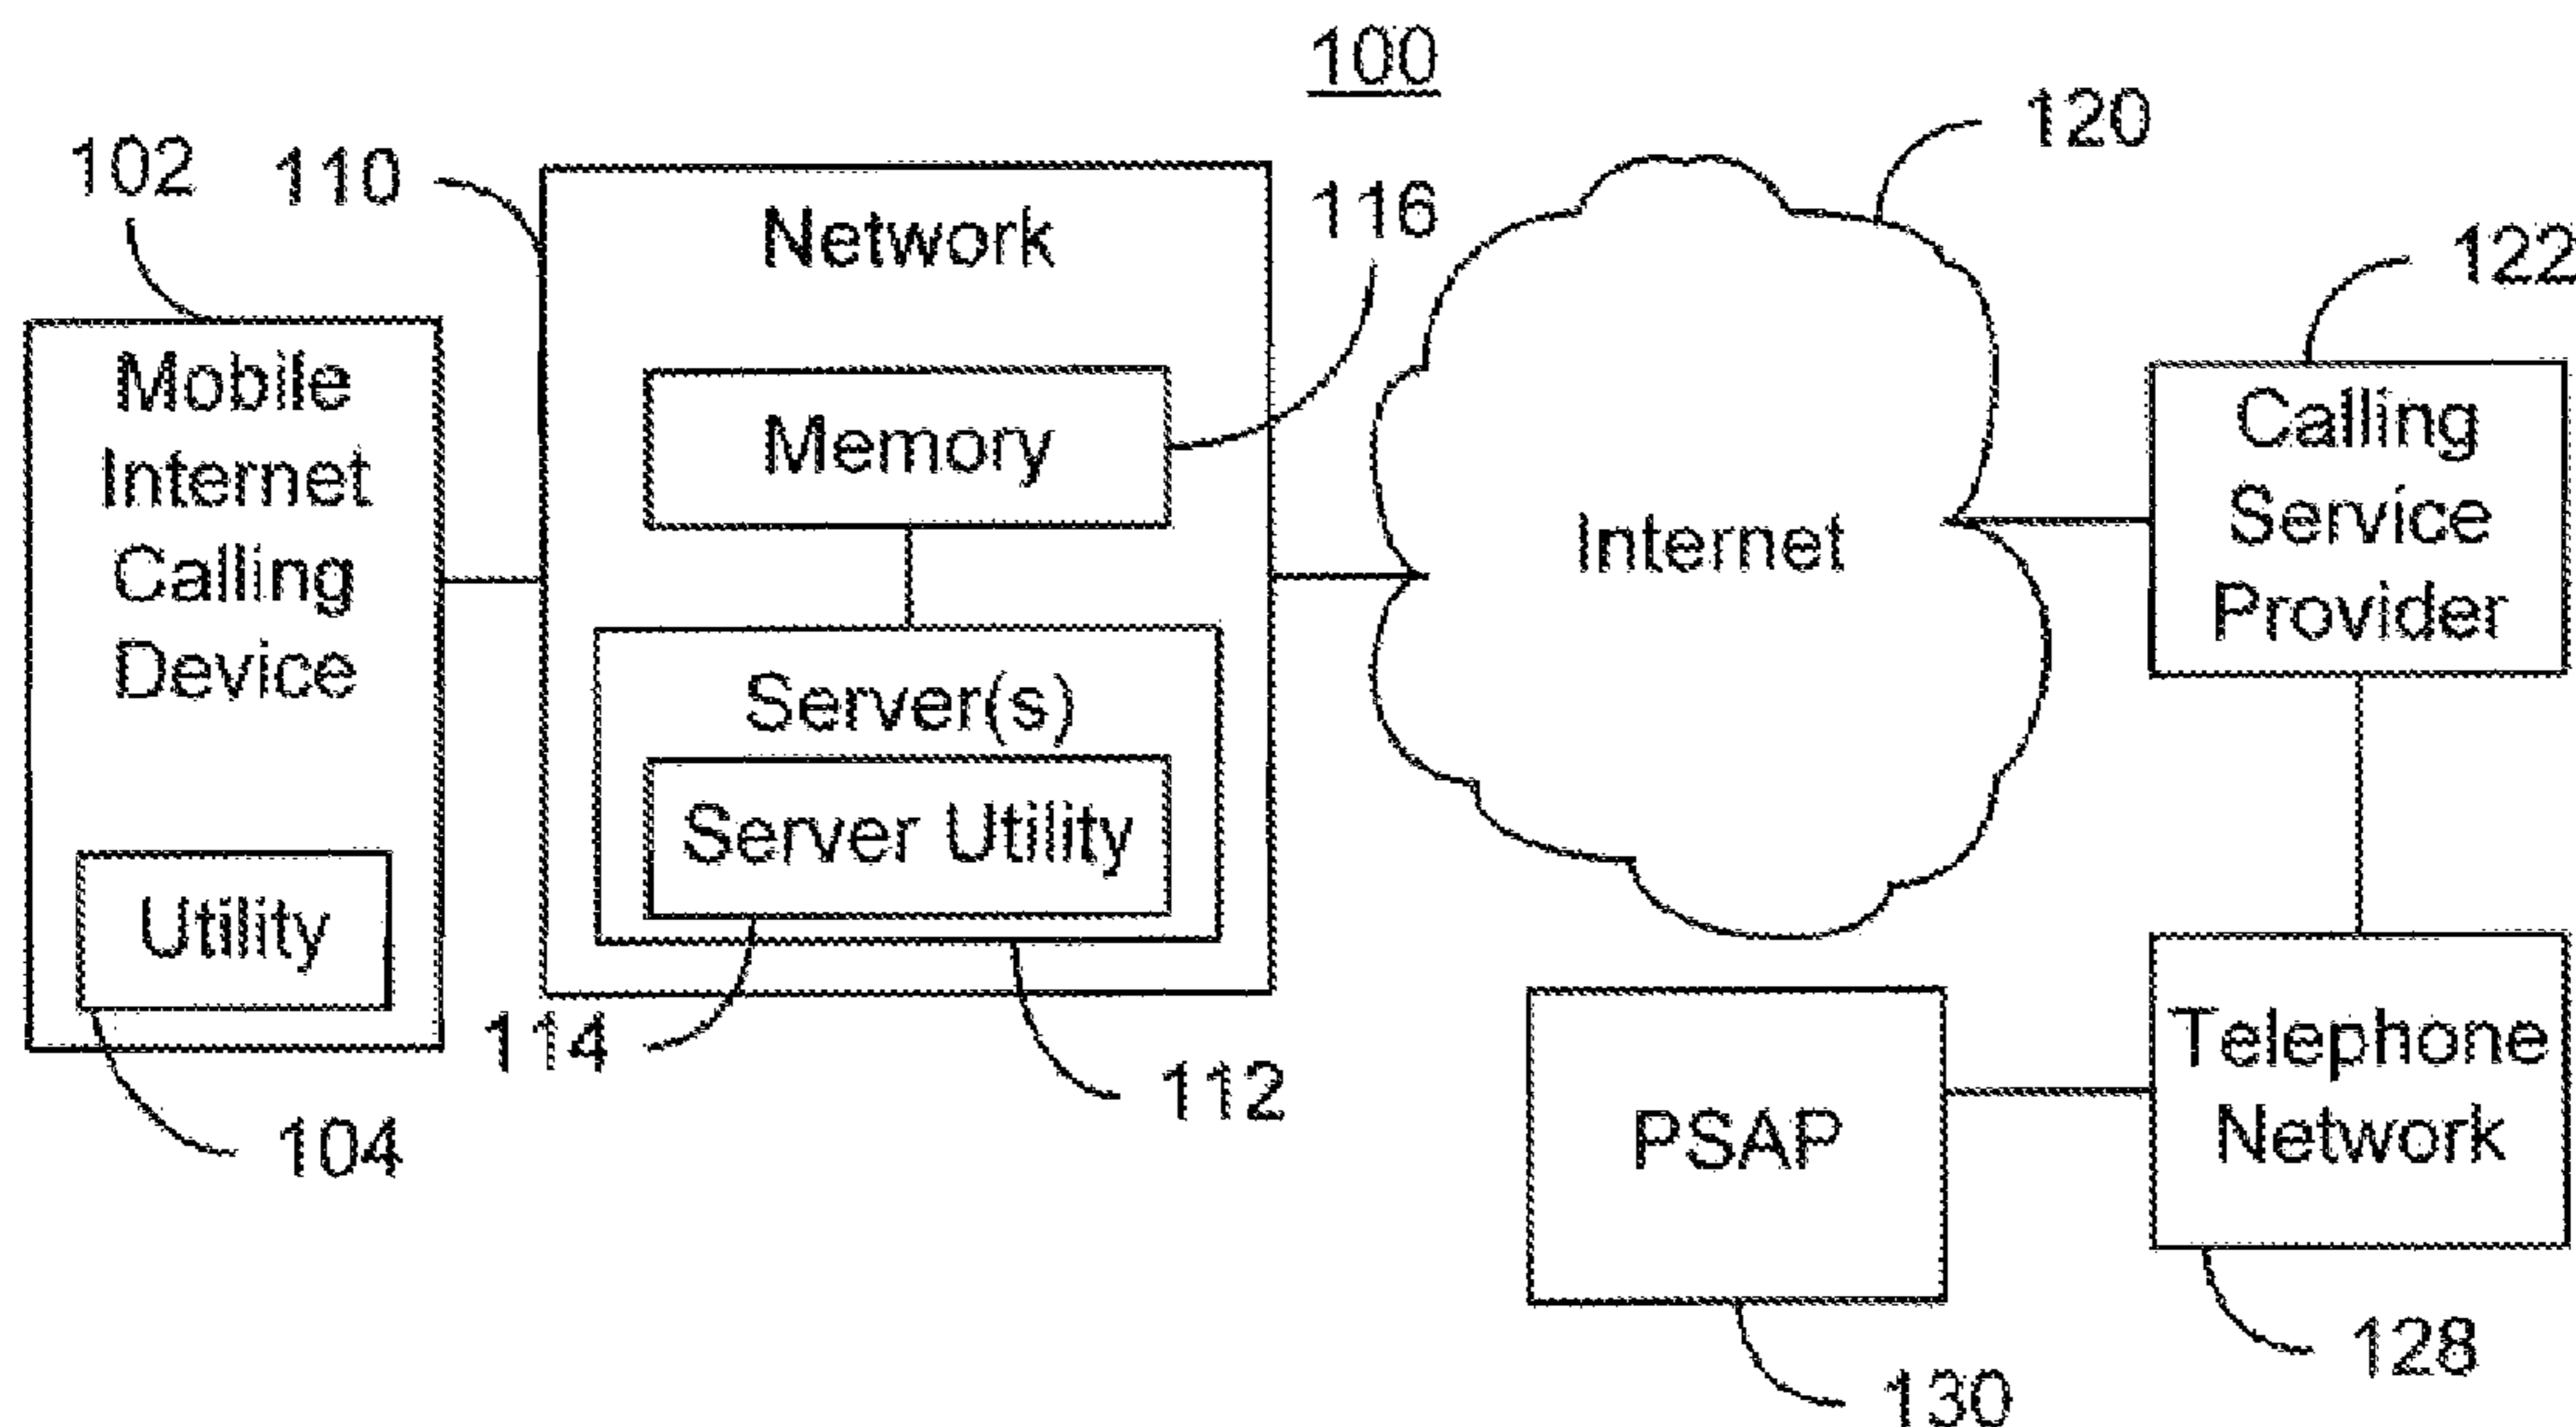 100
102
110
Network
116
120
122
Mobile
Internet
Calling
Device
Memory
Internet
Calling
Service
Provider
Server(s)
Server Utility
Utility
114
112
104
PSAP
Telephone
Network
130
128